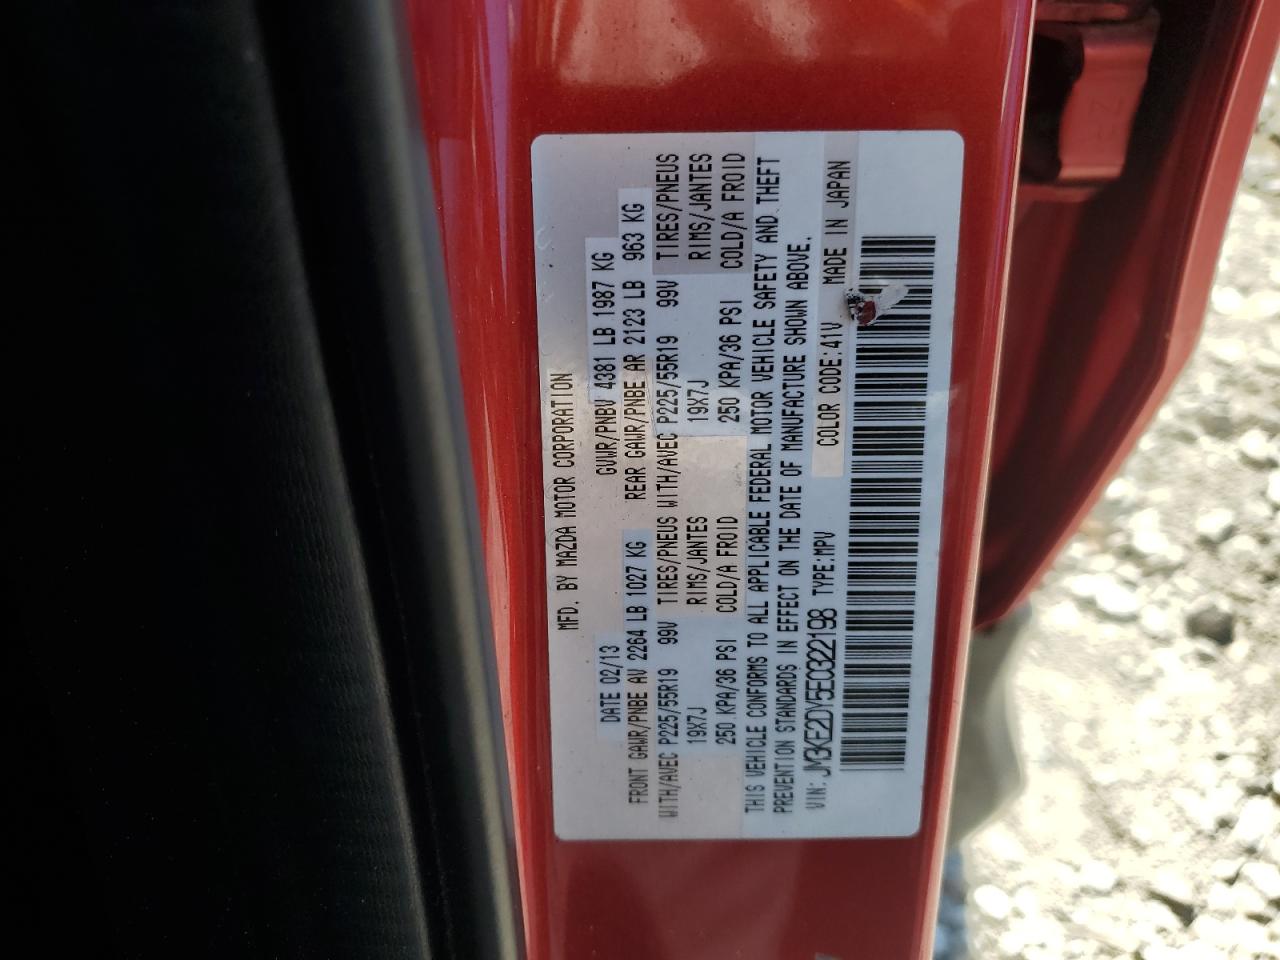 MFD. BY MAZDA MOTOR CORPORATION
DATE 02/13 GVWR/PNBV 4381 LB 1987 KG
FRONT GAWR/PNBE AV 2264 LB 1027 KG REAR GAWR/PNBE AR 2123 LB 963 KG
WITH/AVEC P225/55R19 99V TIRES/PNEUS WITH/AVEC P225/55R19 99V TIRES/PNEUS
19X7J RIMS/JANTES 19X7J RIMS/JANTES
250 KPA/36 PSI COLD/A FROID 250 KPA/36 PSI COLD/A FROID
THIS VEHICLE CONFORMS TO ALL APPLICABLE FEDERAL MOTOR VEHICLE SAFETY AND THEFT
PREVENTION STANDARDS IN EFFECT ON THE DATE OF MANUFACTURE SHOWN ABOVE.
VIN: JM3KE2DY5E0322198 TYPE:MPV COLOR CODE:41V MADE IN JAPAN